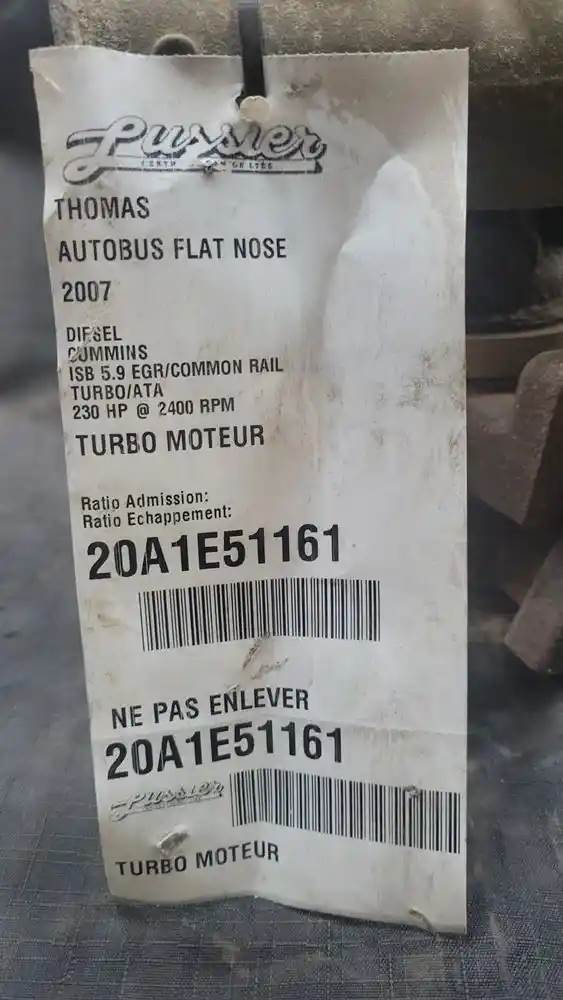 Lussier
THOMAS
AUTOBUS FLAT NOSE
2007
DIESEL
CUMMINS
ISB 5.9 EGR/COMMON RAIL
TURBO/ATA
230 HP @ 2400 RPM
TURBO MOTEUR
Ratio Admission:
Ratio Echappement:
20A1E51161
NE PAS ENLEVER
20A1E51161
Lussier
TURBO MOTEUR